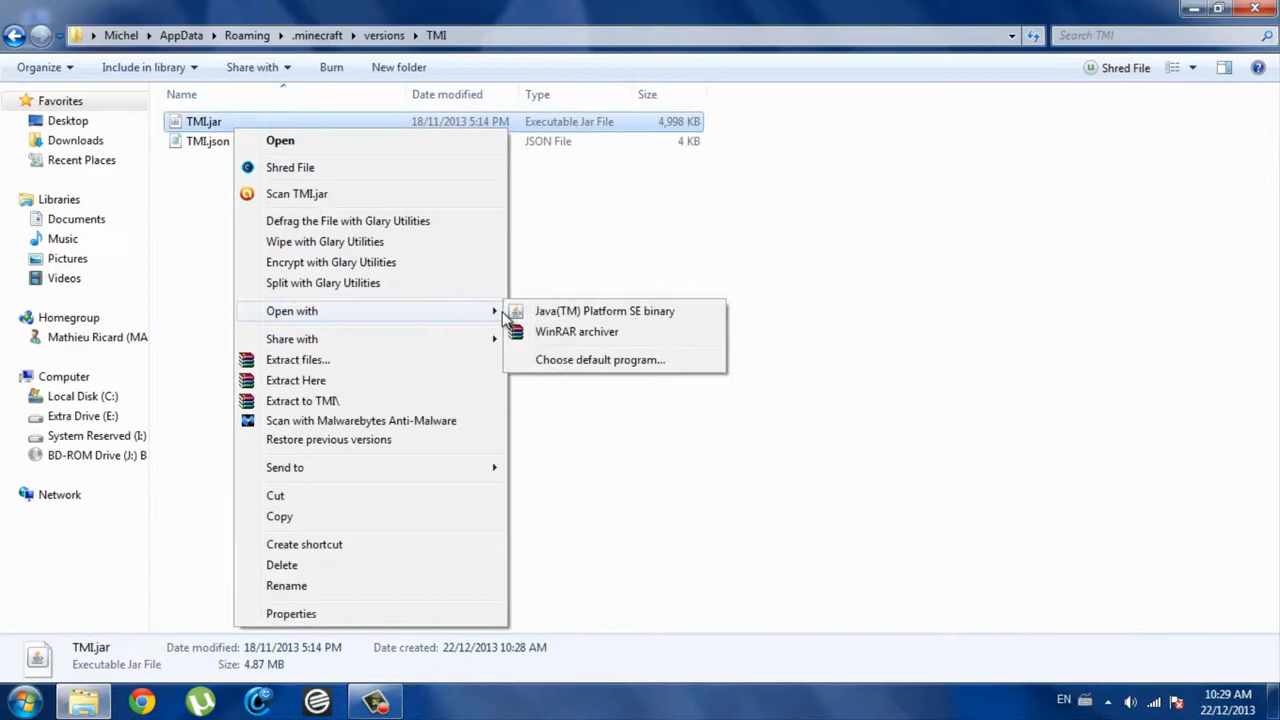 Michel AppData Roaming .minecraft versions TMI
Search TMI
Organize Include in library Share with Burn New folder Shred File
Name Date modified Type Size
Favorites
Desktop
Downloads
Recent Places
Libraries
Documents
Music
Pictures
Videos
Homegroup
Mathieu Ricard (MA
Computer
Local Disk (C:)
Extra Drive (E:)
System Reserved (I:)
BD-ROM Drive (J:) B
Network
TMI.jar 18/11/2013 5:14 PM Executable Jar File 4,998 KB
TMI.json JSON File 4 KB
Open
Shred File
Scan TMI.jar
Defrag the File with Glary Utilities
Wipe with Glary Utilities
Encrypt with Glary Utilities
Split with Glary Utilities
Open with
Share with
Extract files...
Extract Here
Extract to TMI\
Scan with Malwarebytes Anti-Malware
Restore previous versions
Send to
Cut
Copy
Create shortcut
Delete
Rename
Properties
Java(TM) Platform SE binary
WinRAR archiver
Choose default program...
TMI.jar Date modified: 18/11/2013 5:14 PM Date created: 22/12/2013 10:28 AM
Executable Jar File Size: 4.87 MB
EN
10:29 AM
22/12/2013